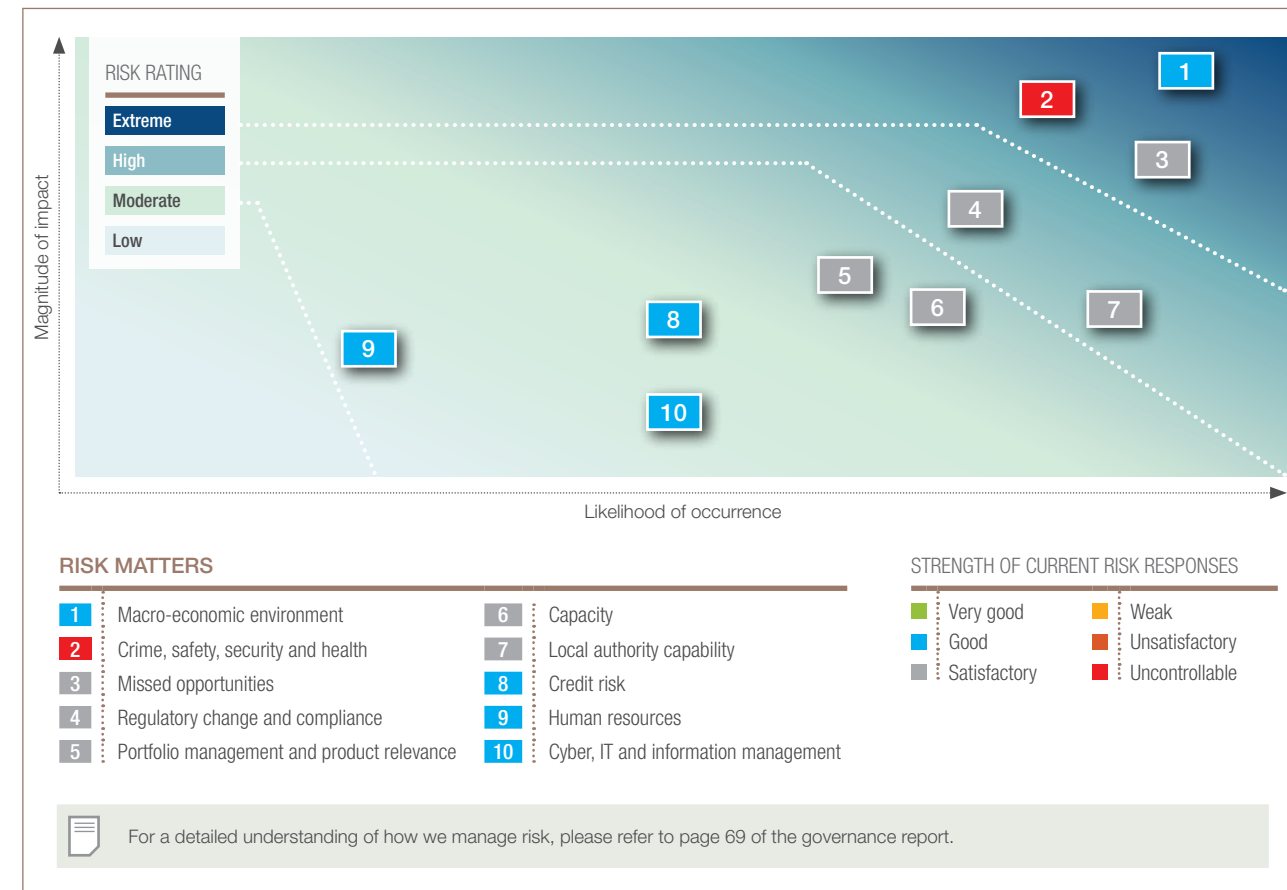 RISK RATING
Extreme
High
Moderate
Low
Magnitude of impact
1
2
3
4
5
6
7
8
9
10
Likelihood of occurrence
RISK MATTERS
1 Macro-economic environment
2 Crime, safety, security and health
3 Missed opportunities
4 Regulatory change and compliance
5 Portfolio management and product relevance
6 Capacity
7 Local authority capability
8 Credit risk
9 Human resources
10 Cyber, IT and information management
STRENGTH OF CURRENT RISK RESPONSES
Very good
Good
Satisfactory
Weak
Unsatisfactory
Uncontrollable
For a detailed understanding of how we manage risk, please refer to page 69 of the governance report.